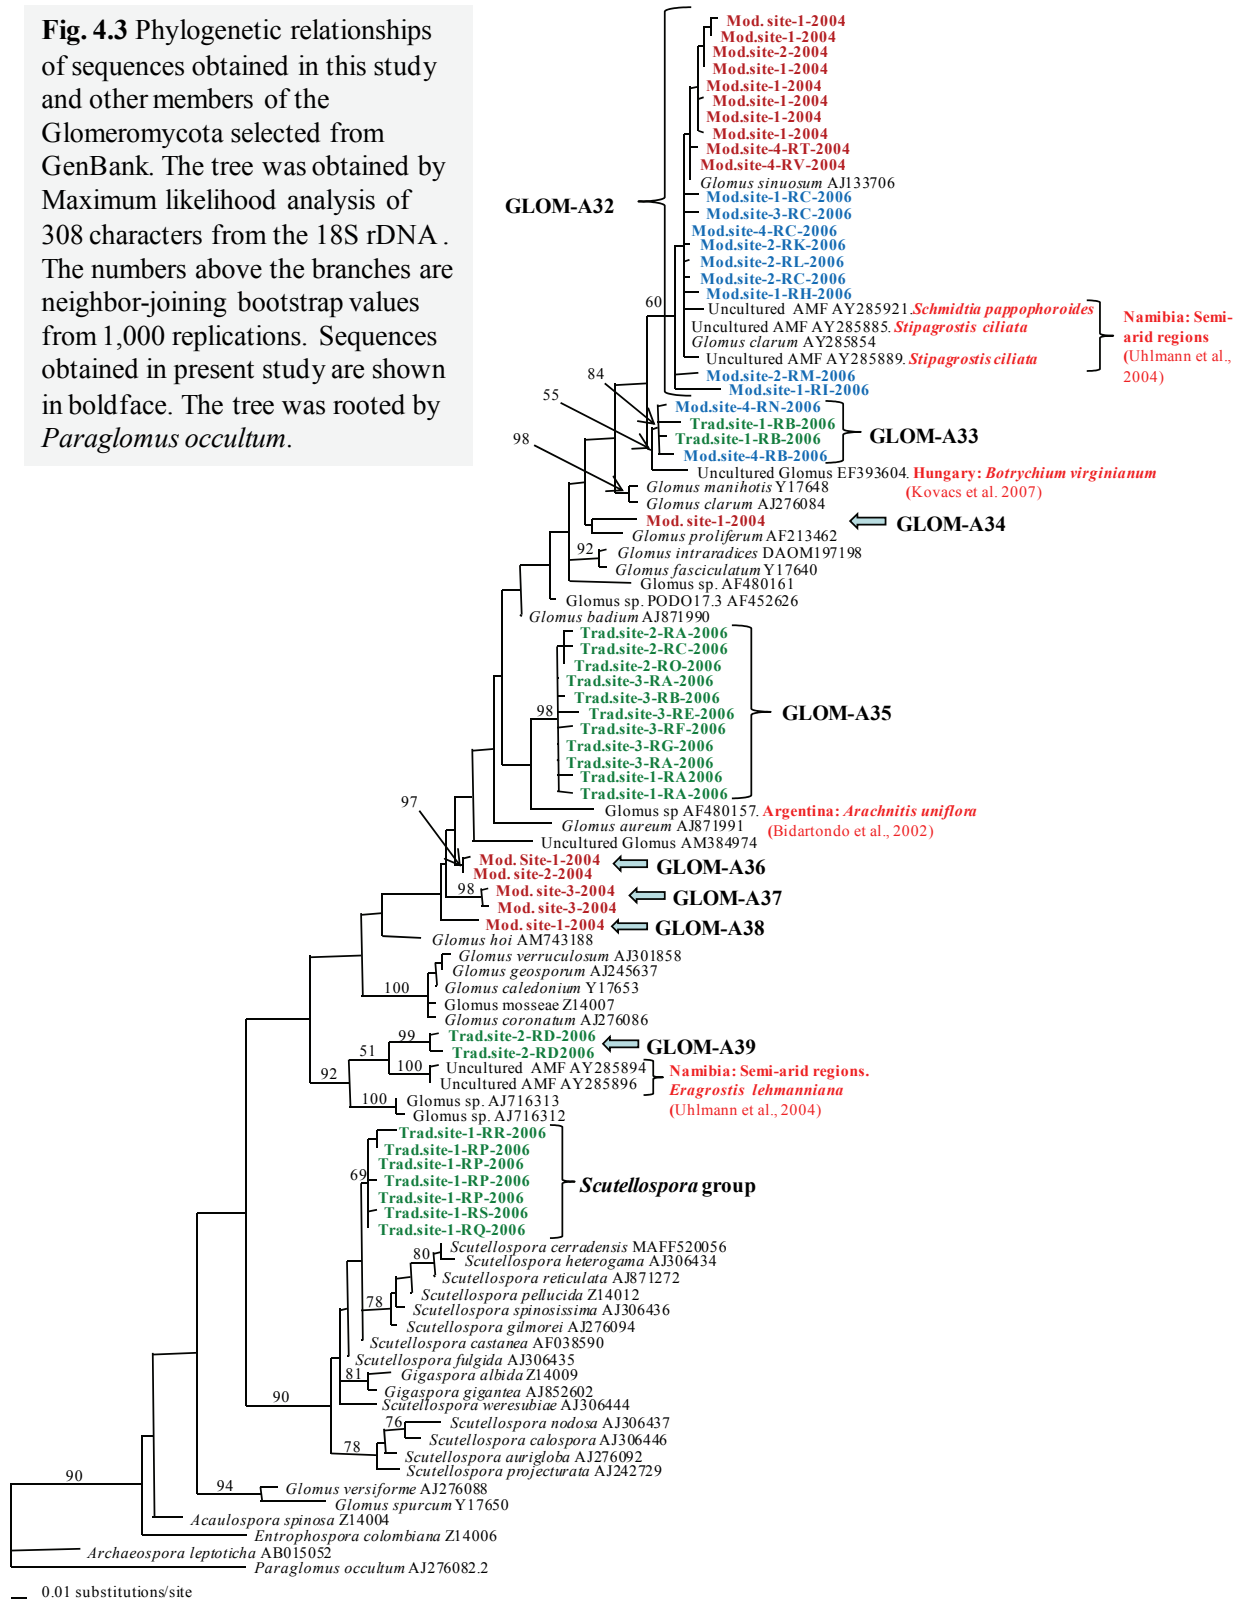 Fig. 4.3 Phylogenetic relationships
of sequences obtained in this study
and other members of the
Glomeromycota selected from
GenBank. The tree was obtained by
Maximum likelihood analysis of
308 characters from the 18S rDNA .
The numbers above the branches are
neighbor-joining bootstrap values
from 1,000 replications. Sequences
obtained in present study are shown
in boldface. The tree was rooted by
Paraglomus occultum.
Mod. site-1-2004
Mod.site-1-2004
Mod.site-2-2004
Mod.site-1-2004
Mod.site-1-2004
Mod.site-1-2004
Mod.site-1-2004
Mod.site-1-2004
Mod.site-4-RT-2004
Mod.site-4-RV-2004
Glomus sinuosum AJ133706
Mod.site-1-RC-2006
GLOM-A32
Mod.site-3-RC-2006
Mod.site-4-RC-2006
Mod.site-2-RK-2006
Mod.site-2-RL-2006
Mod.site-2-RC-2006
Mod.site-1-RH-2006
60
Uncultured AMF AY285921. Schmidtia pappophoroides
Uncultured AMF AY285885. Stipagrostis ciliata
Glomus clarum AY285854
Uncultured AMF AY285889. Stipagrostis ciliata
Namibia: Semi-
arid regions
(Uhlmann et al.,
2004)
Mod.site-2-RM-2006
Mod.site-1-RI-2006
84
55
98
Mod.site-4-RN-2006
Trad.site-1-RB-2006
Trad.site-1-RB-2006
Mod.site-4-RB-2006
GLOM-A33
Uncultured Glomus EF393604. Hungary: Botrychium virginianum
(Kovacs et al. 2007)
Glomus manihotis Y17648
Glomus clarum AJ276084
Mod. site-1-2004
GLOM-A34
Glomus proliferum AF213462
92
Glomus intraradices DAOM197198
Glomus fasciculatum Y17640
Glomus sp. AF480161
Glomus sp. PODO17.3 AF452626
Glomus badium AJ871990
Trad.site-2-RA-2006
Trad.site-2-RC-2006
Trad.site-2-RO-2006
Trad.site-3-RA-2006
Trad.site-3-RB-2006
98
Trad.site-3-RE-2006
GLOM-A35
Trad.site-3-RF-2006
Trad.site-3-RG-2006
Trad.site-3-RA-2006
Trad.site-1-RA2006
Trad.site-1-RA-2006
Glomus sp AF480157. Argentina: Arachnitis uniflora
(Bidartondo et al., 2002)
Glomus aureum AJ871991
Uncultured Glomus AM384974
97
Mod. Site-1-2004
Mod. site-2-2004
GLOM-A36
98
Mod. site-3-2004
Mod. site-3-2004
GLOM-A37
Mod. site-1-2004
GLOM-A38
Glomus hoi AM743188
Glomus verruculosum AJ301858
Glomus geosporum AJ245637
100
Glomus caledonium Y17653
Glomus mosseae Z14007
Glomus coronatum AJ276086
99
Trad.site-2-RD-2006
Trad.site-2-RD2006
GLOM-A39
51
100
Uncultured AMF AY285894
Uncultured AMF AY285896
Namibia: Semi-arid regions.
Eragrostis lehmanniana
(Uhlmann et al., 2004)
92
100
Glomus sp. AJ716313
Glomus sp. AJ716312
Trad.site-1-RR-2006
Trad.site-1-RP-2006
Trad.site-1-RP-2006
69
Trad.site-1-RP-2006
Scutellospora group
Trad.site-1-RP-2006
Trad.site-1-RS-2006
Trad.site-1-RQ-2006
80
Scutellospora cerradensis MAFF520056
Scutellospora heterogama AJ306434
Scutellospora reticulata AJ871272
Scutellospora pellucida Z14012
78
Scutellospora spinosissima AJ306436
Scutellospora gilmorei AJ276094
Scutellospora castanea AF038590
Scutellospora fulgida AJ306435
81
Gigaspora albida Z14009
Gigaspora gigantea AJ852602
90
Scutellospora weresubiae AJ306444
76
Scutellospora nodosa AJ306437
Scutellospora calospora AJ306446
78
Scutellospora aurigloba AJ276092
Scutellospora projecturata AJ242729
90
94
Glomus versiforme AJ276088
Glomus spurcum Y17650
Acaulospora spinosa Z14004
Entrophospora colombiana Z14006
Archaeospora leptoticha AB015052
Paraglomus occultum AJ276082.2
0.01 substitutions/site